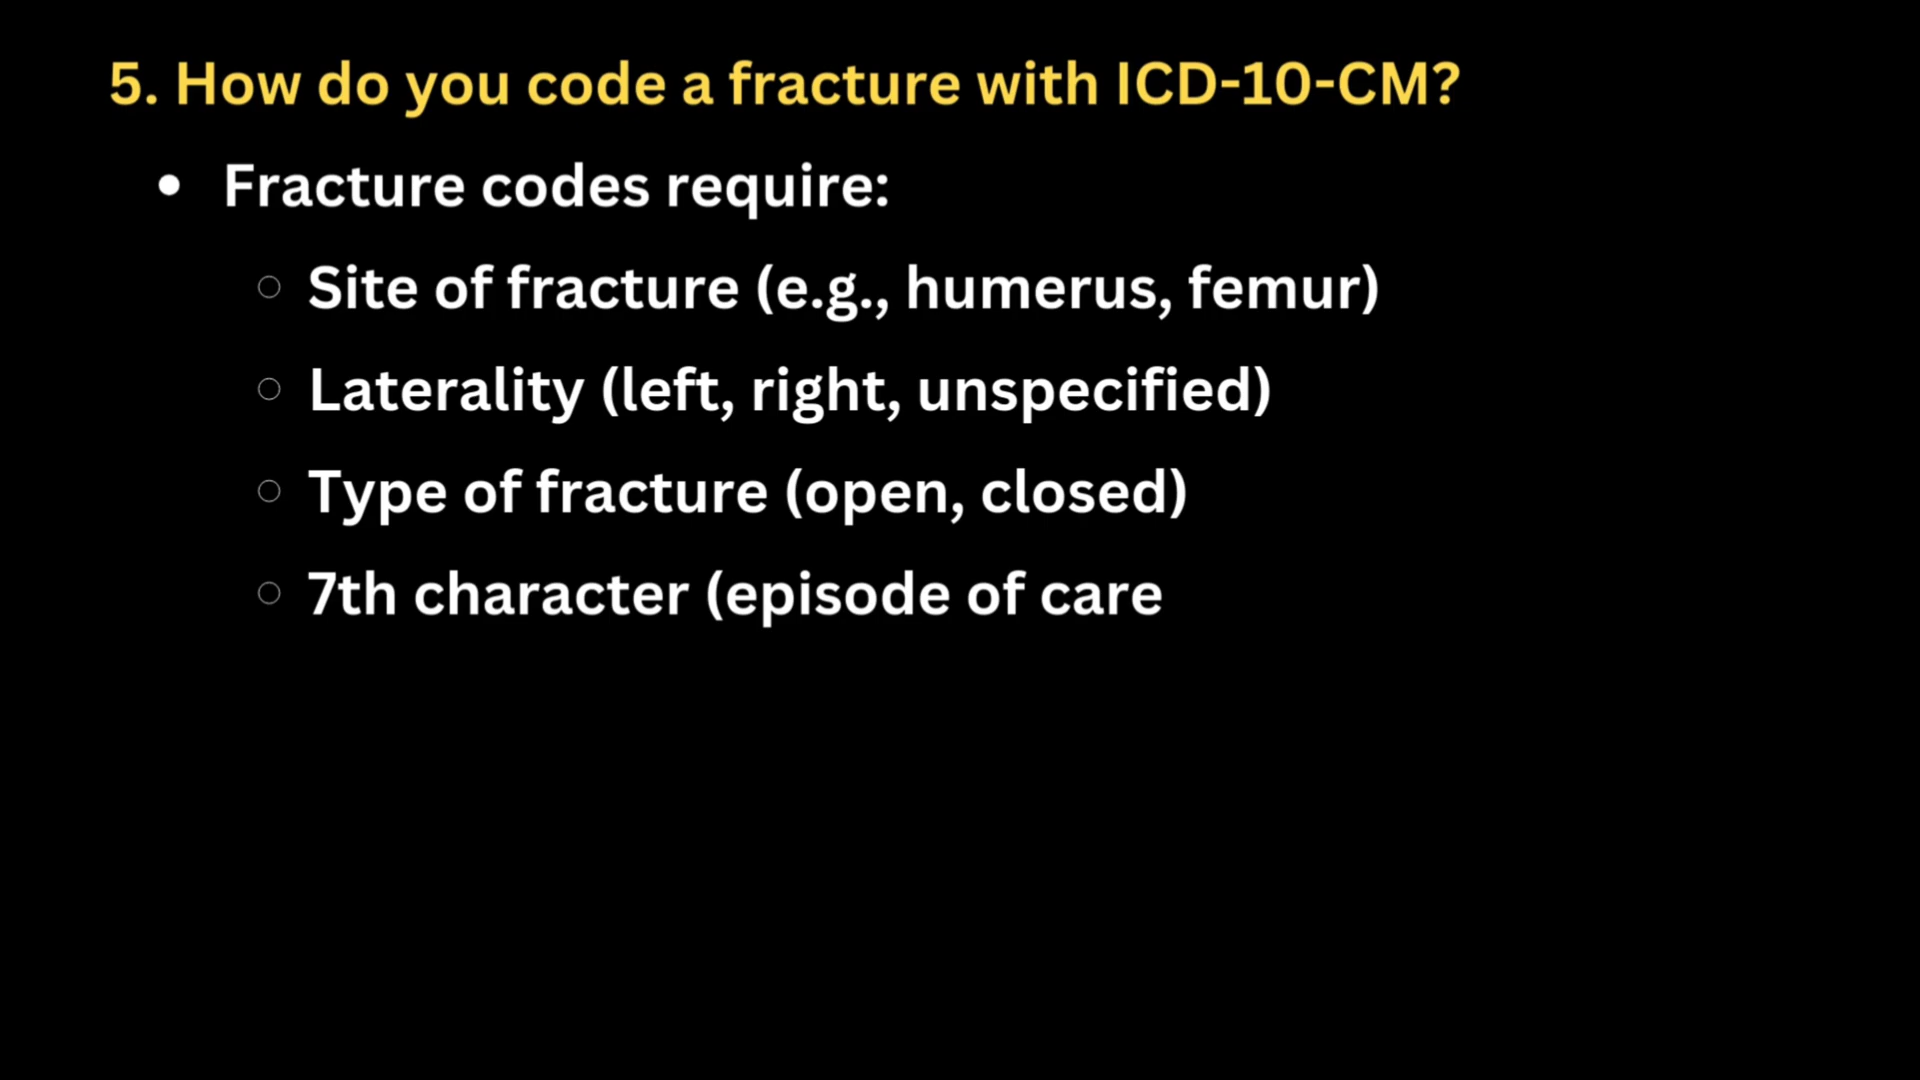 5. How do you code a fracture with ICD-10-CM?
• Fracture codes require:
○ Site of fracture (e.g., humerus, femur)
○ Laterality (left, right, unspecified)
○ Type of fracture (open, closed)
○ 7th character (episode of care